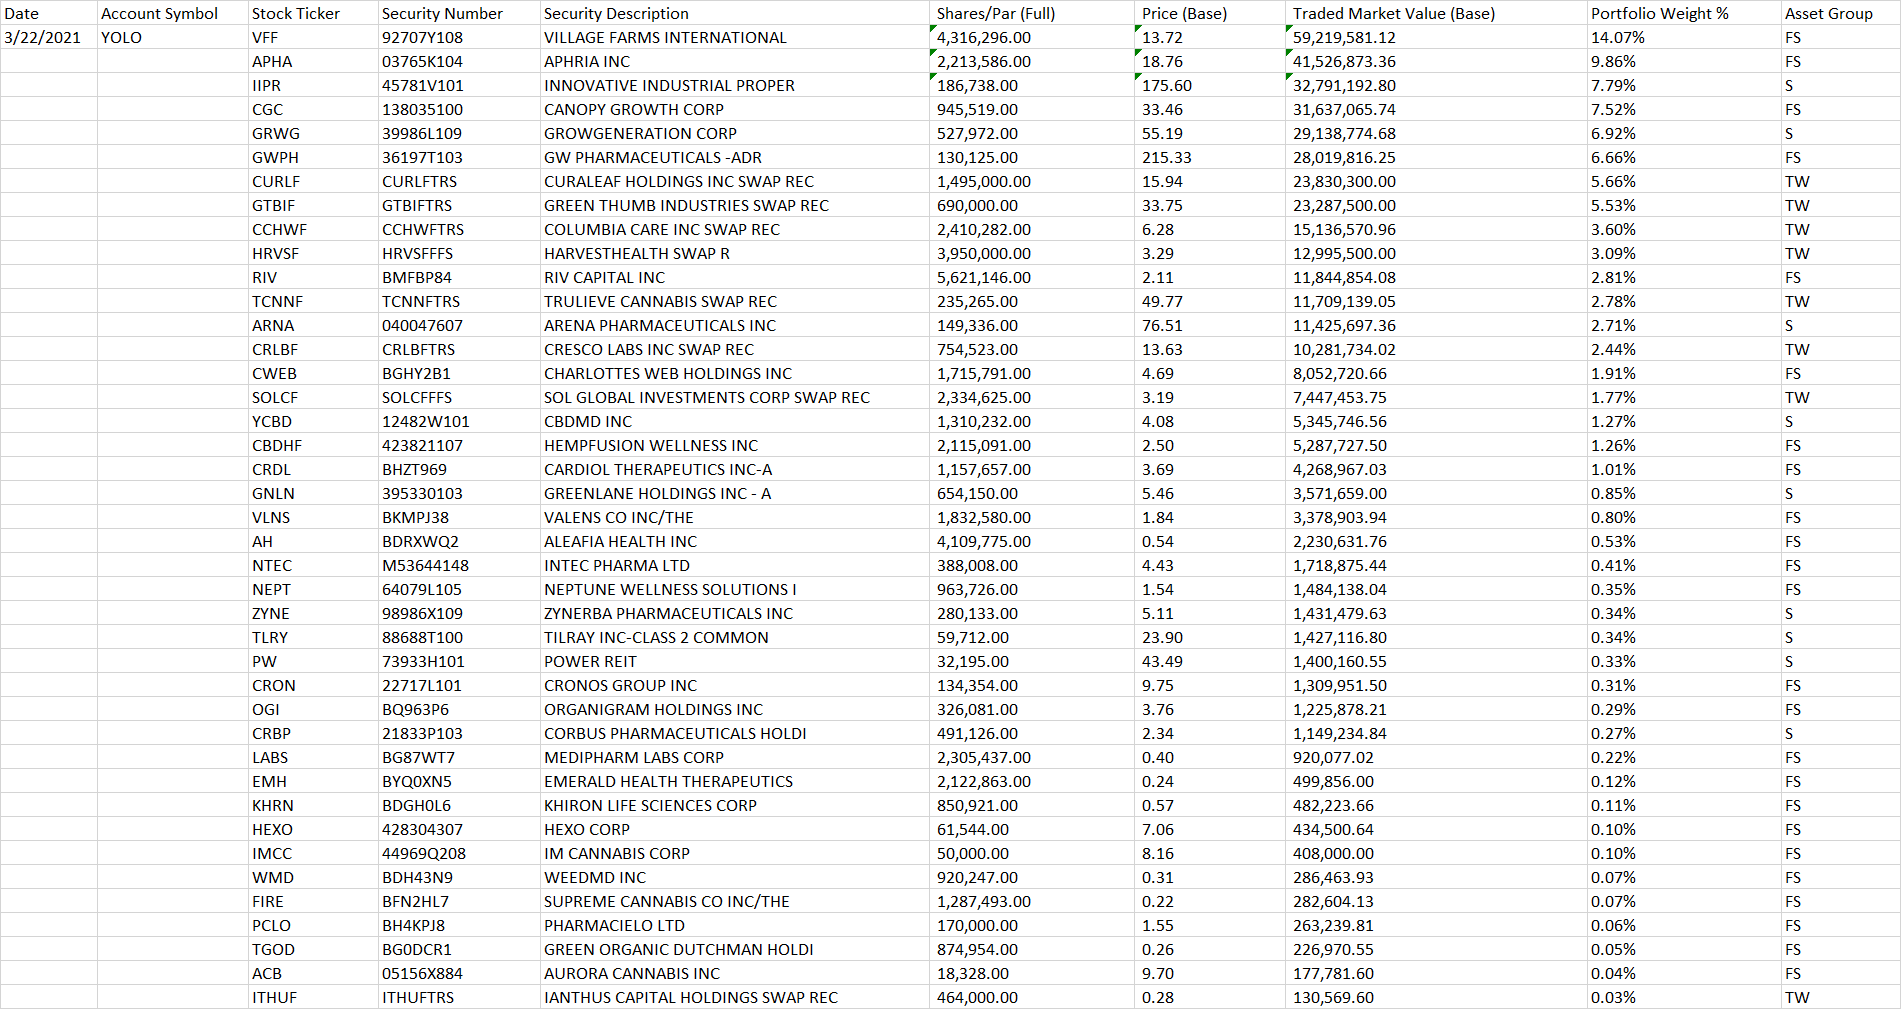 Date Account Symbol Stock Ticker Security Number Security Description Shares/Par (Full) Price (Base) Traded Market Value (Base) Portfolio Weight % Asset Group
3/22/2021 YOLO VFF 92707Y108 VILLAGE FARMS INTERNATIONAL 4,316,296.00 13.72 59,219,581.12 14.07% FS
APHA 03765K104 APHRIA INC 2,213,586.00 18.76 41,526,873.36 9.86% FS
IIPR 45781V101 INNOVATIVE INDUSTRIAL PROPER 186,738.00 175.60 32,791,192.80 7.79% S
CGC 138035100 CANOPY GROWTH CORP 945,519.00 33.46 31,637,065.74 7.52% FS
GRWG 39986L109 GROWGENERATION CORP 527,972.00 55.19 29,138,774.68 6.92% S
GWPH 36197T103 GW PHARMACEUTICALS -ADR 130,125.00 215.33 28,019,816.25 6.66% FS
CURLF CURLFTRS CURALEAF HOLDINGS INC SWAP REC 1,495,000.00 15.94 23,830,300.00 5.66% TW
GTBIF GTBIFTRS GREEN THUMB INDUSTRIES SWAP REC 690,000.00 33.75 23,287,500.00 5.53% TW
CCHWF CCHWFTRS COLUMBIA CARE INC SWAP REC 2,410,282.00 6.28 15,136,570.96 3.60% TW
HRVSF HRVSFFFS HARVESTHEALTH SWAP R 3,950,000.00 3.29 12,995,500.00 3.09% TW
RIV BMFBP84 RIV CAPITAL INC 5,621,146.00 2.11 11,844,854.08 2.81% FS
TCNNF TCNNFTRS TRULIEVE CANNABIS SWAP REC 235,265.00 49.77 11,709,139.05 2.78% TW
ARNA 040047607 ARENA PHARMACEUTICALS INC 149,336.00 76.51 11,425,697.36 2.71% S
CRLBF CRLBFTRS CRESCO LABS INC SWAP REC 754,523.00 13.63 10,281,734.02 2.44% TW
CWEB BGHY2B1 CHARLOTTES WEB HOLDINGS INC 1,715,791.00 4.69 8,052,720.66 1.91% FS
SOLCF SOLCFFFS SOL GLOBAL INVESTMENTS CORP SWAP REC 2,334,625.00 3.19 7,447,453.75 1.77% TW
YCBD 12482W101 CBDMD INC 1,310,232.00 4.08 5,345,746.56 1.27% S
CBDHF 423821107 HEMPFUSION WELLNESS INC 2,115,091.00 2.50 5,287,727.50 1.26% FS
CRDL BHZT969 CARDIOL THERAPEUTICS INC-A 1,157,657.00 3.69 4,268,967.03 1.01% FS
GNLN 395330103 GREENLANE HOLDINGS INC - A 654,150.00 5.46 3,571,659.00 0.85% S
VLNS BKMPJ38 VALENS CO INC/THE 1,832,580.00 1.84 3,378,903.94 0.80% FS
AH BDRXWQ2 ALEAFIA HEALTH INC 4,109,775.00 0.54 2,230,631.76 0.53% FS
NTEC M53644148 INTEC PHARMA LTD 388,008.00 4.43 1,718,875.44 0.41% FS
NEPT 64079L105 NEPTUNE WELLNESS SOLUTIONS I 963,726.00 1.54 1,484,138.04 0.35% FS
ZYNE 98986X109 ZYNERBA PHARMACEUTICALS INC 280,133.00 5.11 1,431,479.63 0.34% S
TLRY 88688T100 TILRAY INC-CLASS 2 COMMON 59,712.00 23.90 1,427,116.80 0.34% S
PW 73933H101 POWER REIT 32,195.00 43.49 1,400,160.55 0.33% S
CRON 22717L101 CRONOS GROUP INC 134,354.00 9.75 1,309,951.50 0.31% FS
OGI BQ963P6 ORGANIGRAM HOLDINGS INC 326,081.00 3.76 1,225,878.21 0.29% FS
CRBP 21833P103 CORBUS PHARMACEUTICALS HOLDI 491,126.00 2.34 1,149,234.84 0.27% S
LABS BG87WT7 MEDIPHARM LABS CORP 2,305,437.00 0.40 920,077.02 0.22% FS
EMH BYQ0XN5 EMERALD HEALTH THERAPEUTICS 2,122,863.00 0.24 499,856.00 0.12% FS
KHRN BDGH0L6 KHIRON LIFE SCIENCES CORP 850,921.00 0.57 482,223.66 0.11% FS
HEXO 428304307 HEXO CORP 61,544.00 7.06 434,500.64 0.10% FS
IMCC 44969Q208 IM CANNABIS CORP 50,000.00 8.16 408,000.00 0.10% FS
WMD BDH43N9 WEEDMD INC 920,247.00 0.31 286,463.93 0.07% FS
FIRE BFN2HL7 SUPREME CANNABIS CO INC/THE 1,287,493.00 0.22 282,604.13 0.07% FS
PCLO BH4KPJ8 PHARMACIELO LTD 170,000.00 1.55 263,239.81 0.06% FS
TGOD BG0DCR1 GREEN ORGANIC DUTCHMAN HOLDI 874,954.00 0.26 226,970.55 0.05% FS
ACB 05156X884 AURORA CANNABIS INC 18,328.00 9.70 177,781.60 0.04% FS
ITHUF ITHUFTRS IANTHUS CAPITAL HOLDINGS SWAP REC 464,000.00 0.28 130,569.60 0.03% TW